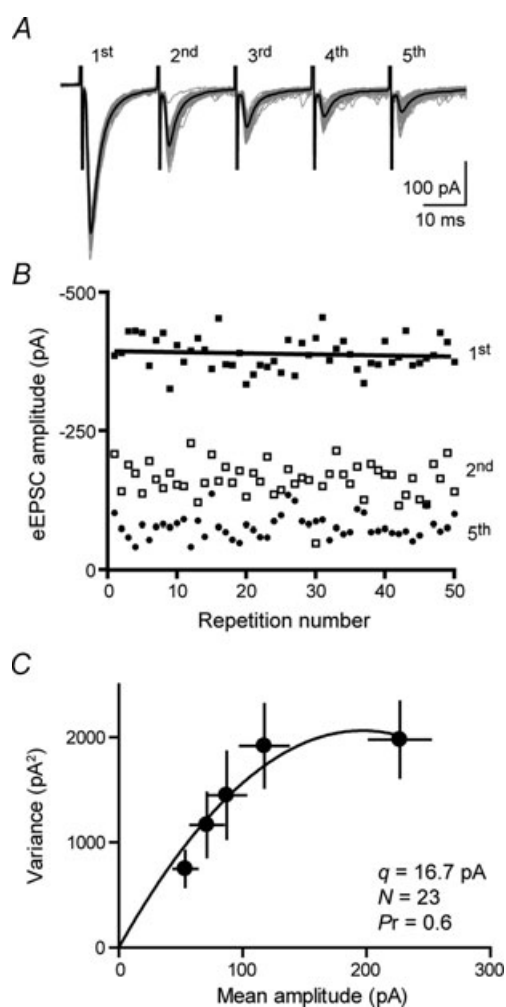 A
1st 2nd 3rd 4th 5th
100 pA
10 ms
B
-500
-250
0
eEPSC amplitude (pA)
1st
2nd
5th
0 10 20 30 40 50
Repetition number
C
2000
1000
0
Variance (pA²)
q = 16.7 pA
N = 23
Pr = 0.6
0 100 200 300
Mean amplitude (pA)